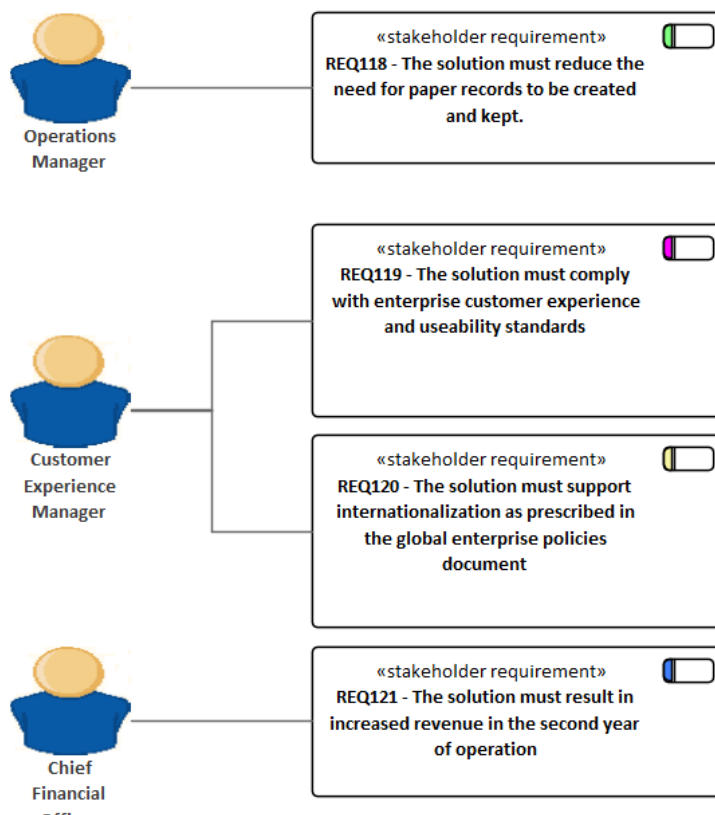 Operations
Manager
«stakeholder requirement»
REQ118 - The solution must reduce the
need for paper records to be created
and kept.
Customer
Experience
Manager
«stakeholder requirement»
REQ119 - The solution must comply
with enterprise customer experience
and useability standards
«stakeholder requirement»
REQ120 - The solution must support
internationalization as prescribed in
the global enterprise policies
document
Chief
Financial
«stakeholder requirement»
REQ121 - The solution must result in
increased revenue in the second year
of operation